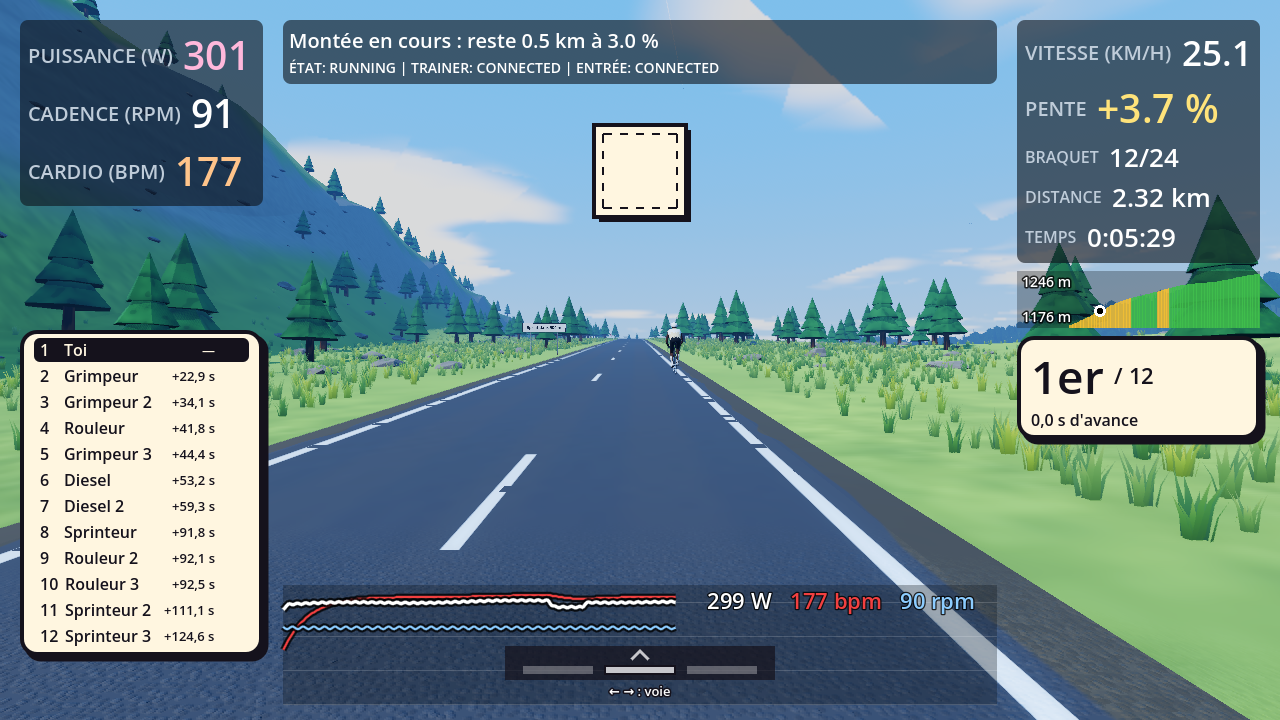 PUISSANCE (W) 301
CADENCE (RPM) 91
CARDIO (BPM) 177
Montée en cours : reste 0.5 km à 3.0 %
ÉTAT: RUNNING | TRAINER: CONNECTED | ENTRÉE: CONNECTED
VITESSE (KM/H) 25.1
PENTE +3.7 %
BRAQUET 12/24
DISTANCE 2.32 km
TEMPS 0:05:29
1246 m
1176 m
1er / 12
0,0 s d'avance
1 Toi —
2 Grimpeur +22,9 s
3 Grimpeur 2 +34,1 s
4 Rouleur +41,8 s
5 Grimpeur 3 +44,4 s
6 Diesel +53,2 s
7 Diesel 2 +59,3 s
8 Sprinteur +91,8 s
9 Rouleur 2 +92,1 s
10 Rouleur 3 +92,5 s
11 Sprinteur 2 +111,1 s
12 Sprinteur 3 +124,6 s
299 W 177 bpm 90 rpm
← → : voie